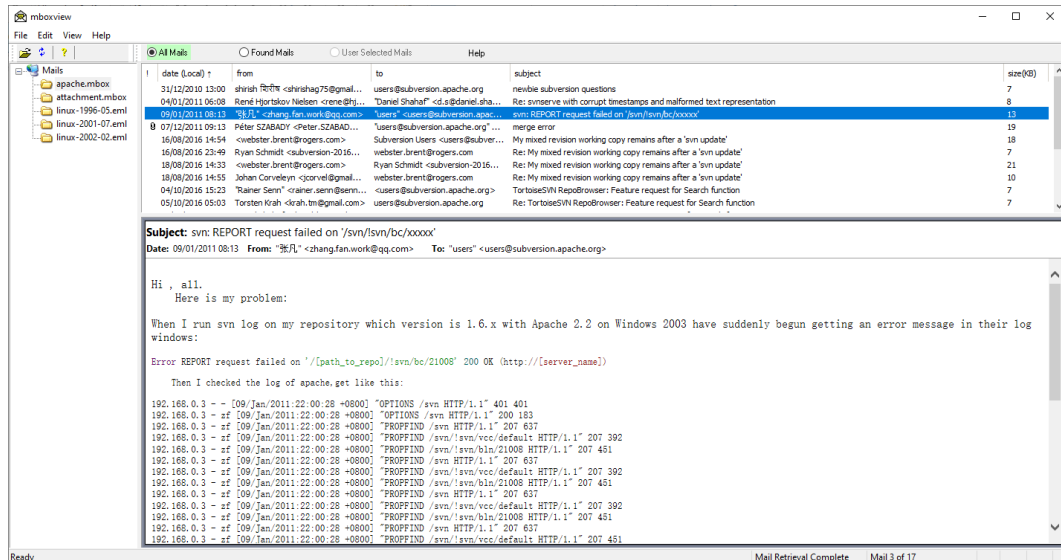 mboxview
File Edit View Help
All Mails Found Mails User Selected Mails Help
Mails
apache.mbox
attachment.mbox
linux-1996-05.eml
linux-2001-07.eml
linux-2002-02.eml
! date (Local) ↑ from to subject size(KB)
31/12/2010 13:00 shirish शिरीष <shirishag75@gmail... users@subversion.apache.org newbie subversion questions 7
04/01/2011 06:08 René Hjortskov Nielsen <rene@hj... "Daniel Shahaf" <d.s@daniel.sha... Re: svnserve with corrupt timestamps and malformed text representation 8
09/01/2011 08:13 "张凡" <zhang.fan.work@qq.com> "users" <users@subversion.apac... svn: REPORT request failed on '/svn/!svn/bc/xxxxx' 13
07/12/2011 09:13 Péter SZABADY <Peter.SZABAD... "users@subversion.apache.org" ... merge error 19
16/08/2016 14:54 <webster.brent@rogers.com> Subversion Users <users@subver... My mixed revision working copy remains after a 'svn update' 18
16/08/2016 23:49 Ryan Schmidt <subversion-2016... webster.brent@rogers.com Re: My mixed revision working copy remains after a 'svn update' 7
18/08/2016 14:33 <webster.brent@rogers.com> Ryan Schmidt <subversion-2016... Re: My mixed revision working copy remains after a 'svn update' 21
18/08/2016 14:55 Johan Corveleyn <jcorvel@gmail... webster.brent@rogers.com Re: My mixed revision working copy remains after a 'svn update' 10
04/10/2016 15:23 "Rainer Senn" <rainer.senn@senn... <users@subversion.apache.org> TortoiseSVN RepoBrowser: Feature request for Search function 7
05/10/2016 05:03 Torsten Krah <krah.tm@gmail.com> users@subversion.apache.org Re: TortoiseSVN RepoBrowser: Feature request for Search function 7
Subject: svn: REPORT request failed on '/svn/!svn/bc/xxxxx'
Date: 09/01/2011 08:13 From: "张凡" <zhang.fan.work@qq.com> To: "users" <users@subversion.apache.org>
Hi , all.
Here is my problem:
When I run svn log on my repository which version is 1.6.x with Apache 2.2 on Windows 2003 have suddenly begun getting an error message in their log
windows:
Error REPORT request failed on '/[path_to_repo]/!svn/bc/21008' 200 OK (http://[server_name])
Then I checked the log of apache,get like this:
192.168.0.3 - - [09/Jan/2011:22:00:28 +0800] "OPTIONS /svn HTTP/1.1" 401 401
192.168.0.3 - zf [09/Jan/2011:22:00:28 +0800] "OPTIONS /svn HTTP/1.1" 200 183
192.168.0.3 - zf [09/Jan/2011:22:00:28 +0800] "PROPFIND /svn HTTP/1.1" 207 637
192.168.0.3 - zf [09/Jan/2011:22:00:28 +0800] "PROPFIND /svn/!svn/vcc/default HTTP/1.1" 207 392
192.168.0.3 - zf [09/Jan/2011:22:00:28 +0800] "PROPFIND /svn/!svn/bln/21008 HTTP/1.1" 207 451
192.168.0.3 - zf [09/Jan/2011:22:00:28 +0800] "PROPFIND /svn HTTP/1.1" 207 637
192.168.0.3 - zf [09/Jan/2011:22:00:28 +0800] "PROPFIND /svn/!svn/vcc/default HTTP/1.1" 207 392
192.168.0.3 - zf [09/Jan/2011:22:00:28 +0800] "PROPFIND /svn/!svn/bln/21008 HTTP/1.1" 207 451
192.168.0.3 - zf [09/Jan/2011:22:00:28 +0800] "PROPFIND /svn HTTP/1.1" 207 637
192.168.0.3 - zf [09/Jan/2011:22:00:28 +0800] "PROPFIND /svn/!svn/vcc/default HTTP/1.1" 207 392
192.168.0.3 - zf [09/Jan/2011:22:00:28 +0800] "PROPFIND /svn/!svn/bln/21008 HTTP/1.1" 207 451
192.168.0.3 - zf [09/Jan/2011:22:00:28 +0800] "PROPFIND /svn HTTP/1.1" 207 637
192.168.0.3 - zf [09/Jan/2011:22:00:28 +0800] "PROPFIND /svn/!svn/vcc/default HTTP/1.1" 207 451
Ready Mail Retrieval Complete Mail 3 of 17